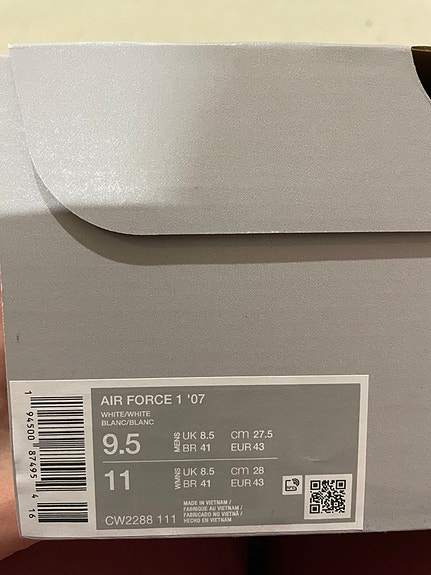 AIR FORCE 1 '07
WHITE/WHITE
BLANC/BLANC
9.5 MENS UK 8.5 cm 27.5
BR 41 EUR 43
11 WMNS UK 8.5 cm 28
BR 41 EUR 43
MADE IN VIETNAM /
FABRIQUE AU VIETNAM /
FABRICADO NO VIETNÃ /
HECHO EN VIETNAM
CW2288 111
1 94500 87495 4
16